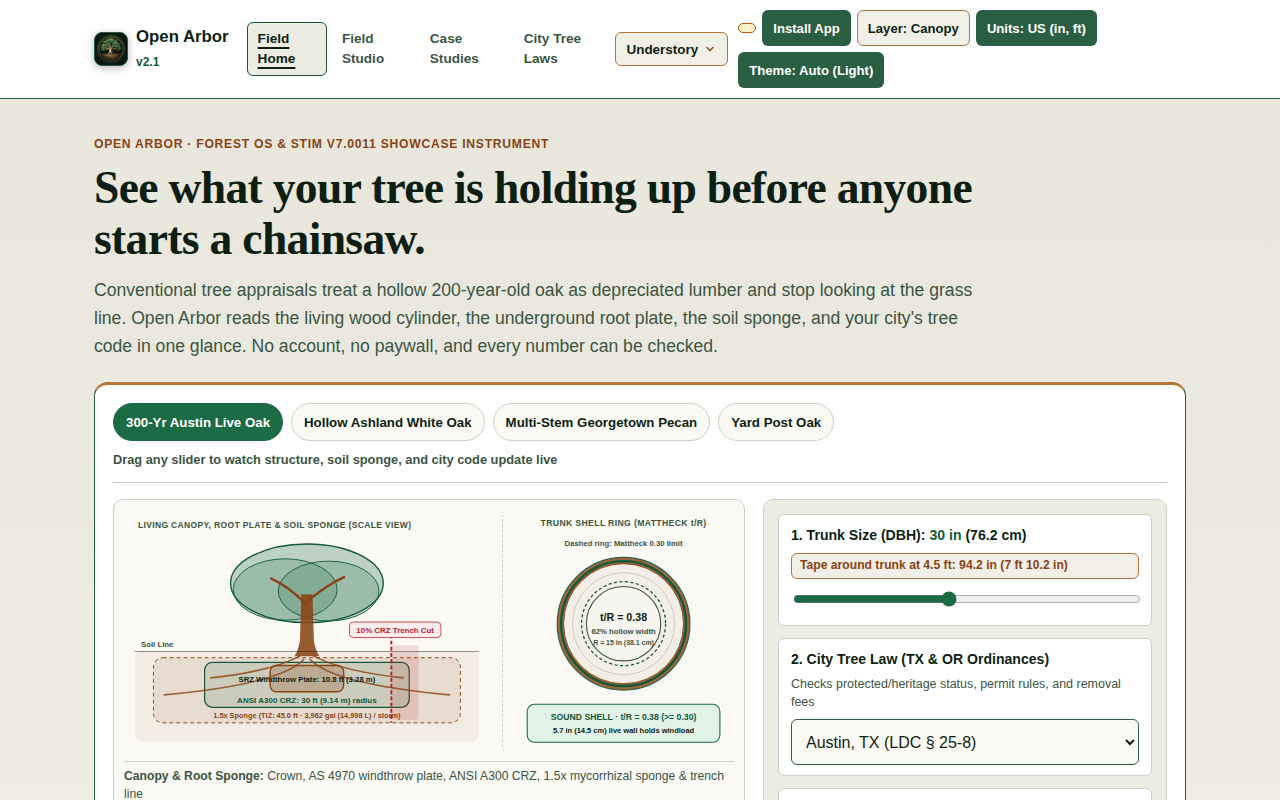 Open Arbor
v2.1
Field
Home
Field
Studio
Case
Studies
City Tree
Laws
Understory
Install App
Layer: Canopy
Units: US (in, ft)
Theme: Auto (Light)
OPEN ARBOR · FOREST OS & STIM V7.0011 SHOWCASE INSTRUMENT
See what your tree is holding up before anyone
starts a chainsaw.
Conventional tree appraisals treat a hollow 200-year-old oak as depreciated lumber and stop looking at the grass
line. Open Arbor reads the living wood cylinder, the underground root plate, the soil sponge, and your city's tree
code in one glance. No account, no paywall, and every number can be checked.
300-Yr Austin Live Oak
Hollow Ashland White Oak
Multi-Stem Georgetown Pecan
Yard Post Oak
Drag any slider to watch structure, soil sponge, and city code update live
LIVING CANOPY, ROOT PLATE & SOIL SPONGE (SCALE VIEW)
10% CRZ Trench Cut
Soil Line
SRZ Windthrow Plate: 10.8 ft (3.28 m)
ANSI A300 CRZ: 30 ft (9.14 m) radius
1.5x Sponge (TIZ: 45.0 ft · 3,962 gal (14,998 L) / storm)
TRUNK SHELL RING (MATTHECK t/R)
Dashed ring: Mattheck 0.30 limit
t/R = 0.38
62% hollow width
R = 15 in (38.1 cm)
SOUND SHELL · t/R = 0.38 (>= 0.30)
5.7 in (14.5 cm) live wall holds windload
Canopy & Root Sponge: Crown, AS 4970 windthrow plate, ANSI A300 CRZ, 1.5x mycorrhizal sponge & trench
line
1. Trunk Size (DBH): 30 in (76.2 cm)
Tape around trunk at 4.5 ft: 94.2 in (7 ft 10.2 in)
2. City Tree Law (TX & OR Ordinances)
Checks protected/heritage status, permit rules, and removal
fees
Austin, TX (LDC § 25-8)